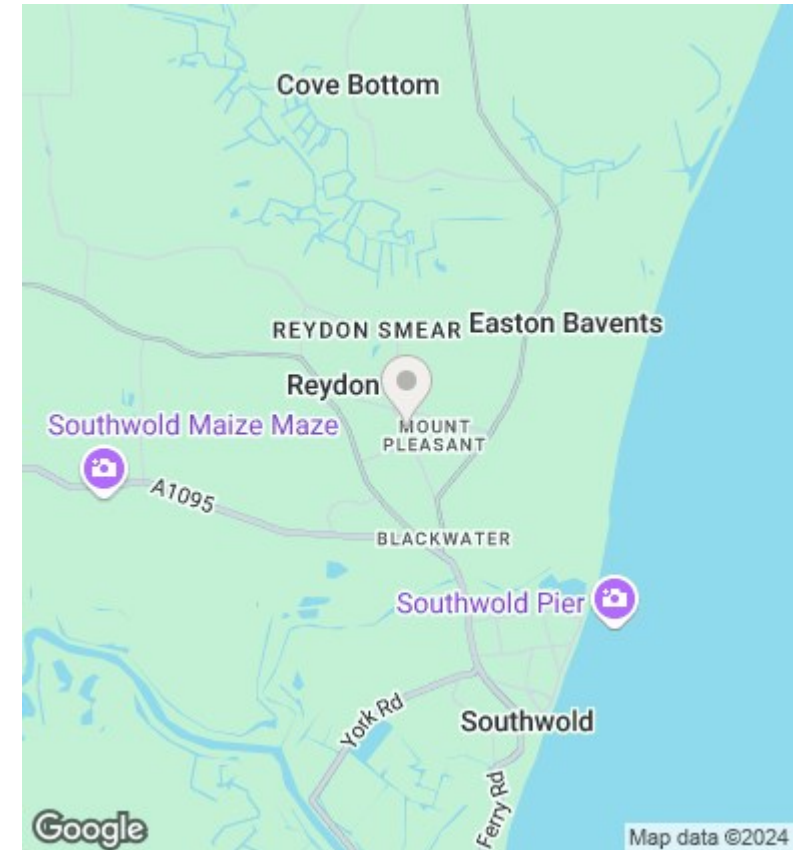 Cove Bottom
REYDON SMEAR
Easton Bavents
Reydon
MOUNT
PLEASANT
Southwold Maize Maze
A1095
BLACKWATER
Southwold Pier
York Rd
Southwold
Ferry Rd
Google
Map data ©2024